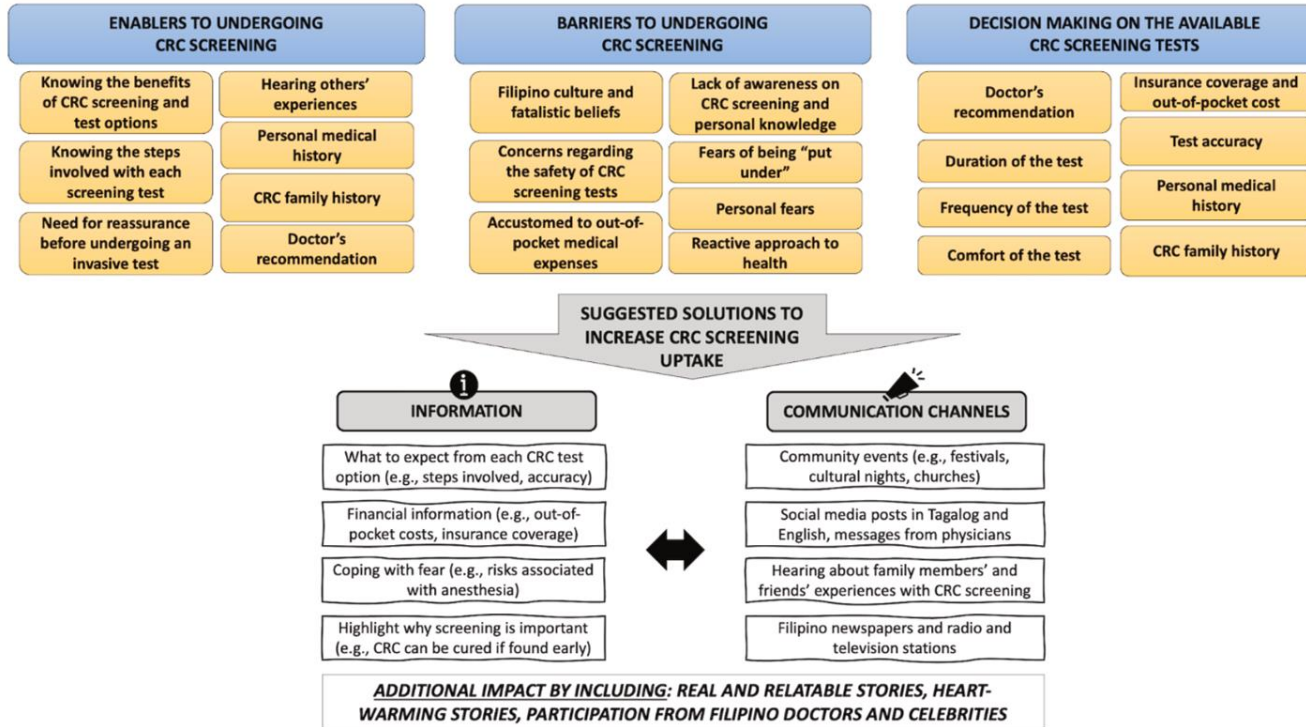 ENABLERS TO UNDERGOING
CRC SCREENING
Knowing the benefits
of CRC screening and
test options
Knowing the steps
involved with each
screening test
Need for reassurance
before undergoing an
invasive test
Hearing others'
experiences
Personal medical
history
CRC family history
Doctor's
recommendation
BARRIERS TO UNDERGOING
CRC SCREENING
Filipino culture and
fatalistic beliefs
Concerns regarding
the safety of CRC
screening tests
Accustomed to out-of-
pocket medical
expenses
Lack of awareness on
CRC screening and
personal knowledge
Fears of being "put
under"
Personal fears
Reactive approach to
health
DECISION MAKING ON THE AVAILABLE
CRC SCREENING TESTS
Doctor's
recommendation
Duration of the test
Frequency of the test
Comfort of the test
Insurance coverage and
out-of-pocket cost
Test accuracy
Personal medical
history
CRC family history
SUGGESTED SOLUTIONS TO
INCREASE CRC SCREENING
UPTAKE
i
INFORMATION
What to expect from each CRC test
option (e.g., steps involved, accuracy)
Financial information (e.g., out-of-
pocket costs, insurance coverage)
Coping with fear (e.g., risks associated
with anesthesia)
Highlight why screening is important
(e.g., CRC can be cured if found early)
COMMUNICATION CHANNELS
Community events (e.g., festivals,
cultural nights, churches)
Social media posts in Tagalog and
English, messages from physicians
Hearing about family members' and
friends' experiences with CRC screening
Filipino newspapers and radio and
television stations
ADDITIONAL IMPACT BY INCLUDING: REAL AND RELATABLE STORIES, HEART-
WARMING STORIES, PARTICIPATION FROM FILIPINO DOCTORS AND CELEBRITIES